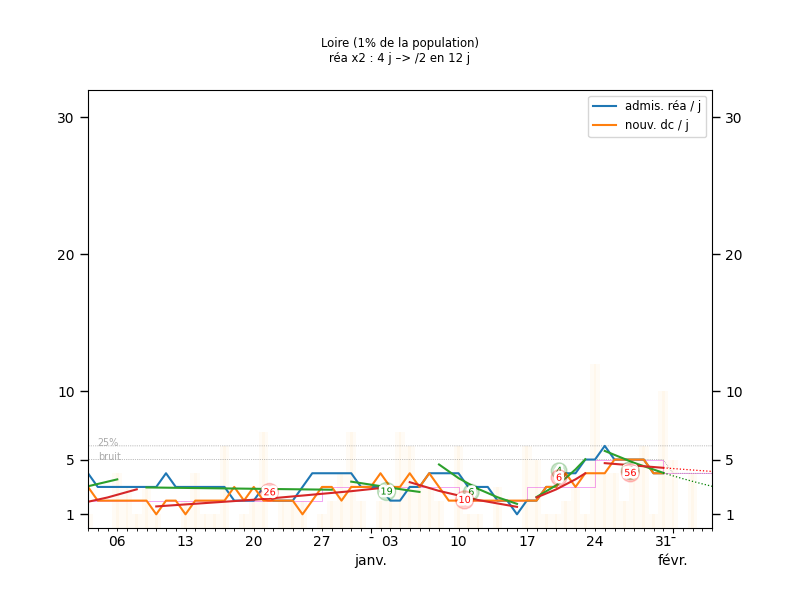 Loire (1% de la population)
réa x2 : 4 j –> /2 en 12 j
admis. réa / j
nouv. dc / j
30 30
20 20
10 10
25%
5 bruit 5
4
6
56
26
19
6
10
1 1
06 13 20 27 - 03 10 17 24 31-
janv. févr.